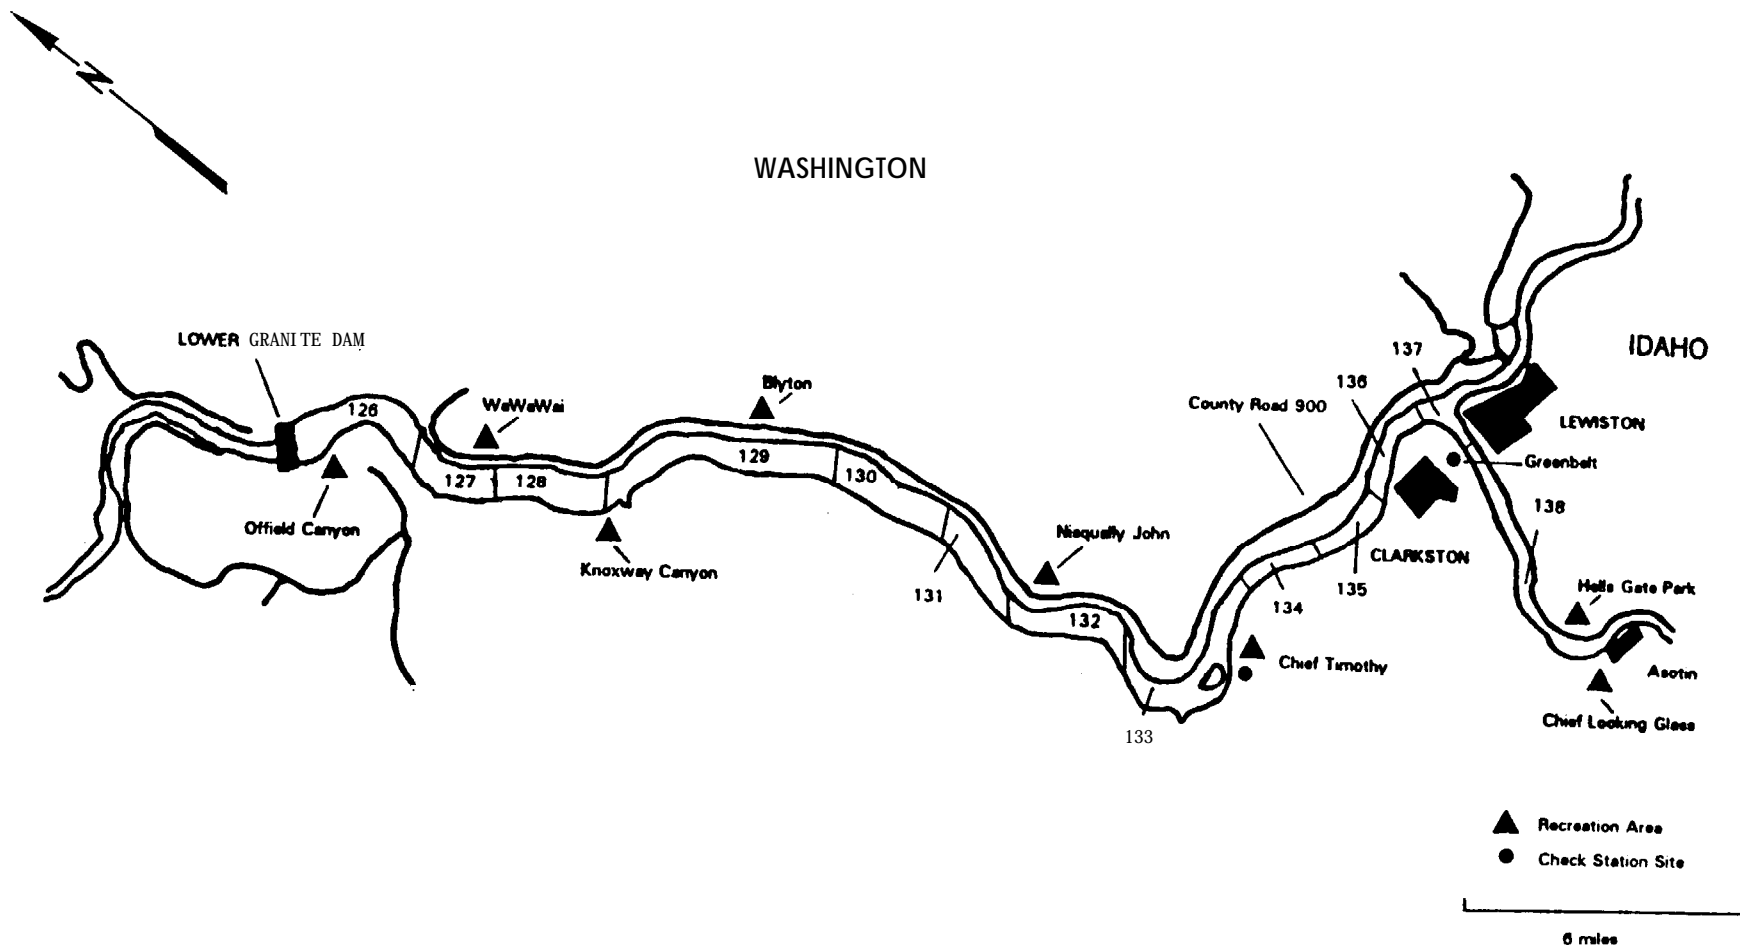 N
WASHINGTON
LOWER GRANITE DAM
IDAHO
137
136
Blyton
126
WaWaWai
County Road 900
LEWISTON
129
Greenbelt
130
127
128
138
Offield Canyon
Nisqually John
CLARKSTON
Knoxway Canyon
135
Hells Gate Park
131
134
132
Chief Timothy
Asotin
Chief Looking Glass
133
Recreation Area
Check Station Site
6 miles